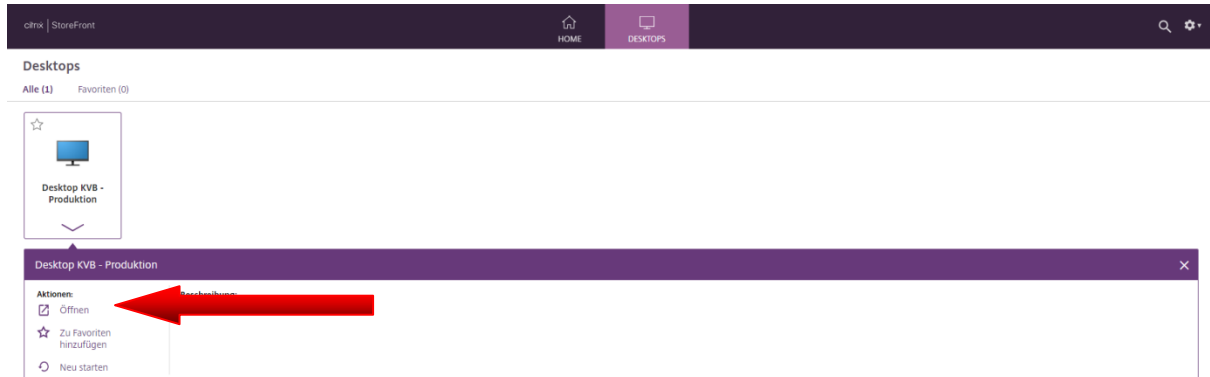 citrix | StoreFront
HOME
DESKTOPS
Desktops
Alle (1) Favoriten (0)
Desktop KVB -
Produktion
Desktop KVB - Produktion
Aktionen:
Beschreibung:
Öffnen
Zu Favoriten
hinzufügen
Neu starten